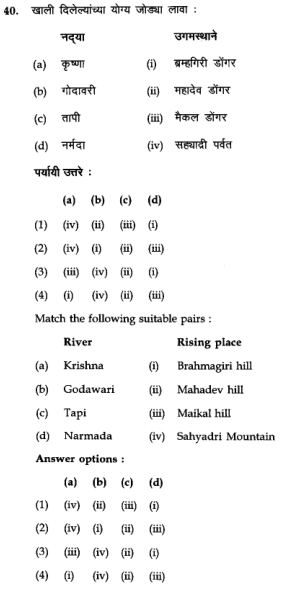 40. खाली दिलेल्यांच्या योग्य जोड्या लावा :
नद्या उगमस्थाने
(a) कृष्णा (i) ब्रम्हगिरी डोंगर
(b) गोदावरी (ii) महादेव डोंगर
(c) तापी (iii) मैकल डोंगर
(d) नर्मदा (iv) सह्याद्री पर्वत
पर्यायी उत्तरे :
(a) (b) (c) (d)
(1) (iv) (ii) (iii) (i)
(2) (iv) (i) (ii) (iii)
(3) (iii) (iv) (ii) (i)
(4) (i) (iv) (ii) (iii)
Match the following suitable pairs :
River Rising place
(a) Krishna (i) Brahmagiri hill
(b) Godawari (ii) Mahadev hill
(c) Tapi (iii) Maikal hill
(d) Narmada (iv) Sahyadri Mountain
Answer options :
(a) (b) (c) (d)
(1) (iv) (ii) (iii) (i)
(2) (iv) (i) (ii) (iii)
(3) (iii) (iv) (ii) (i)
(4) (i) (iv) (ii) (iii)